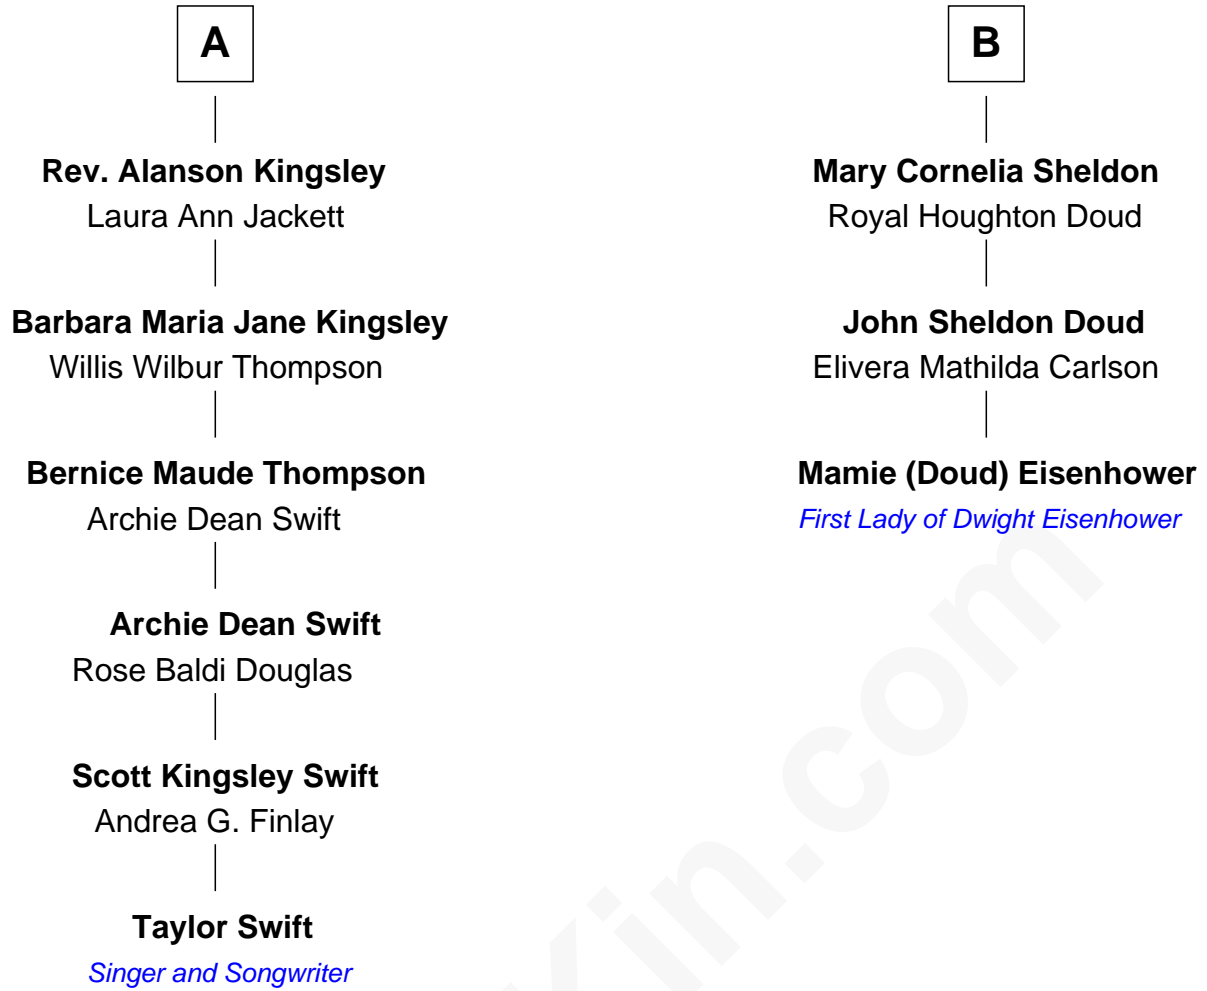 A
Rev. Alanson Kingsley
Laura Ann Jackett
Barbara Maria Jane Kingsley
Willis Wilbur Thompson
Bernice Maude Thompson
Archie Dean Swift
Archie Dean Swift
Rose Baldi Douglas
Scott Kingsley Swift
Andrea G. Finlay
Taylor Swift
Singer and Songwriter
B
Mary Cornelia Sheldon
Royal Houghton Doud
John Sheldon Doud
Elivera Mathilda Carlson
Mamie (Doud) Eisenhower
First Lady of Dwight Eisenhower
Kin.com